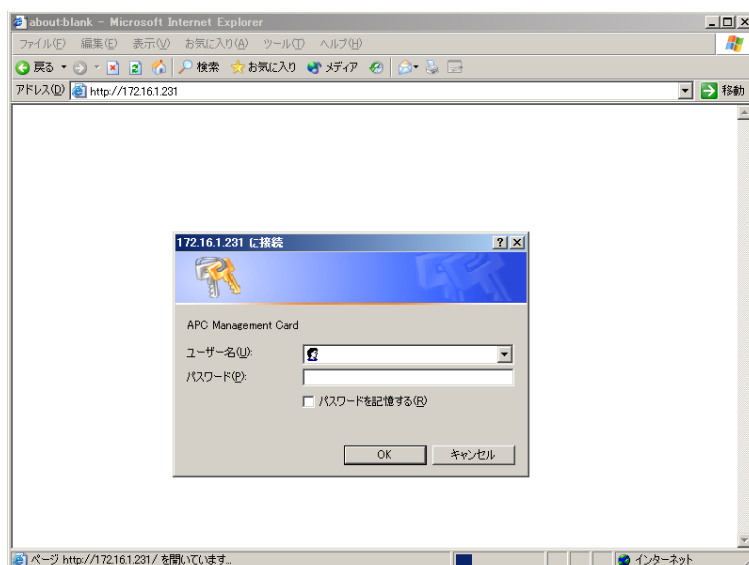 about:blank - Microsoft Internet Explorer
ファイル(F) 編集(E) 表示(V) お気に入り(A) ツール(T) ヘルプ(H)
戻る 検索 お気に入り メディア
アドレス(D) http://172.16.1.231 移動
172.16.1.231 に接続
APC Management Card
ユーザー名(U):
パスワード(P):
パスワードを記憶する(R)
OK キャンセル
ページ http://172.16.1.231/ を開いています... インターネット